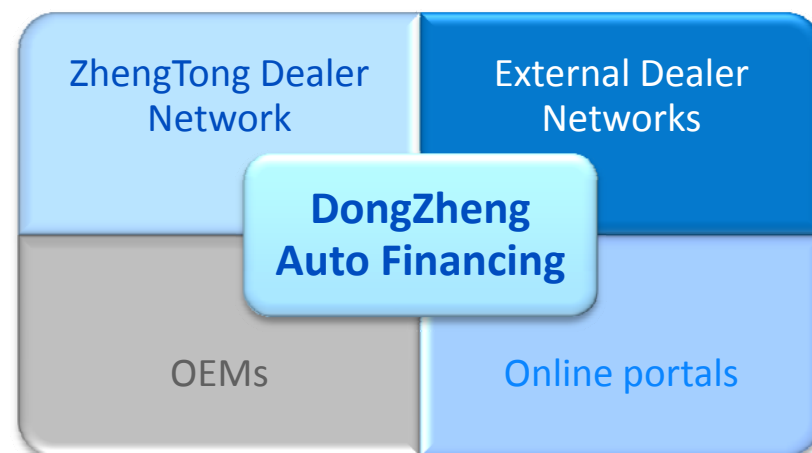 ZhengTong Dealer
Network
External Dealer
Networks
DongZheng
Auto Financing
OEMs
Online portals